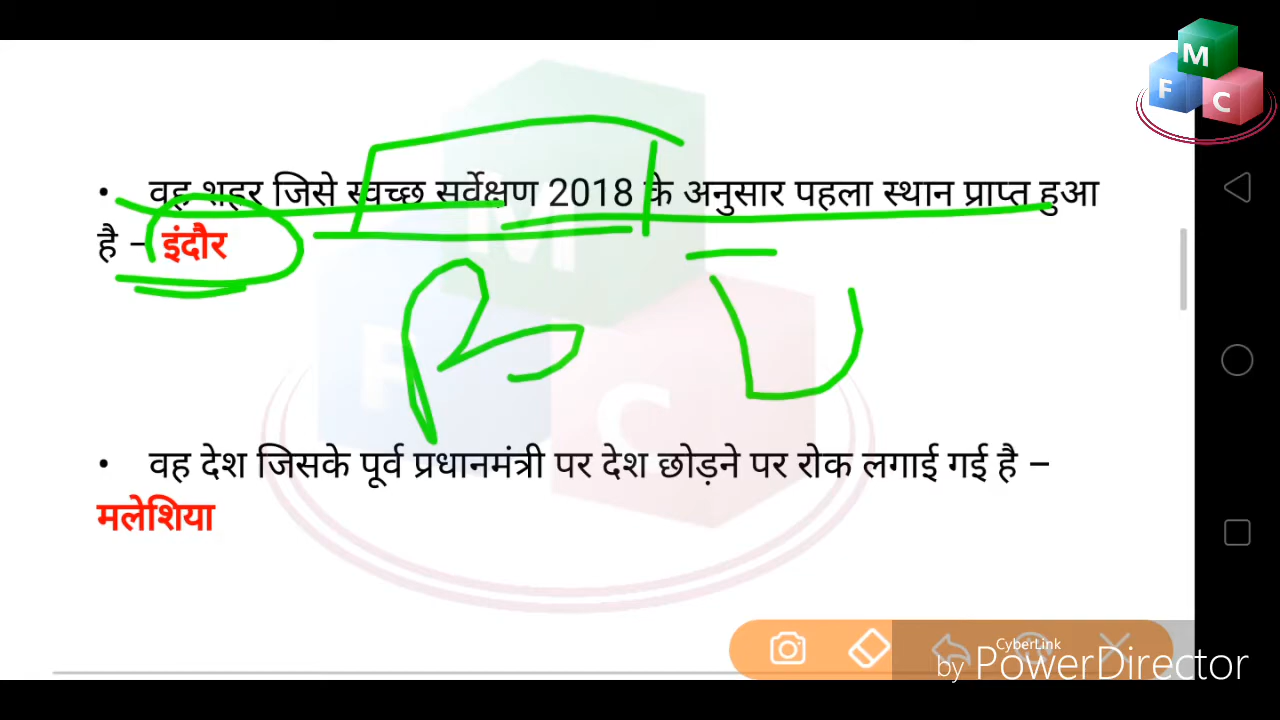 M
F
C
• वह शहर जिसे स्वच्छ सर्वेक्षण 2018 के अनुसार पहला स्थान प्राप्त हुआ
है – इंदौर
• वह देश जिसके पूर्व प्रधानमंत्री पर देश छोड़ने पर रोक लगाई गई है –
मलेशिया
CyberLink
by PowerDirector